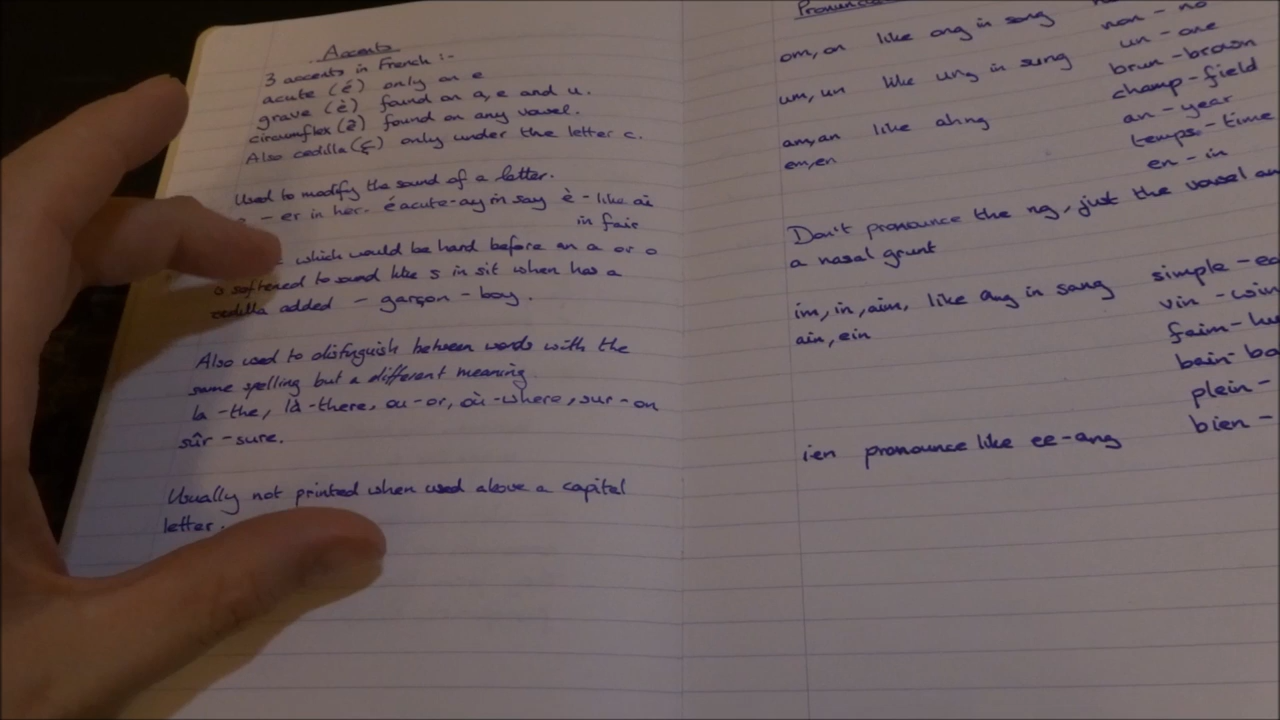 Accents
3 accents in French :-
acute (é) only on e
grave (è) found on a, e and u.
circumflex (ê) found on any vowel.
Also cedilla (ç) only under the letter c.
Used to modify the sound of a letter.
- er in her. é acute-ay in say è - like ai
in fair
which would be hard before an a or o
is softened to sound like s in sit when has a
cedilla added - garçon - boy.
Also used to distinguish between words with the
same spelling but a different meaning
la - the, là - there, ou - or, où - where, sur - on
sûr - sure.
Usually not printed when used above a capital
letter.
om, on like ong in song
non - no
um, un like ung in sung
un - one
brun - brown
am, an like ahng
champ - field
em, en
an - year
temps - time
en - in
Don't pronounce the ng, just the vowel
a nasal grunt
im, in, aim, like ang in sang simple
ain, ein
vin
faim
bain
plein -
ien pronounce like ee-ang bien -